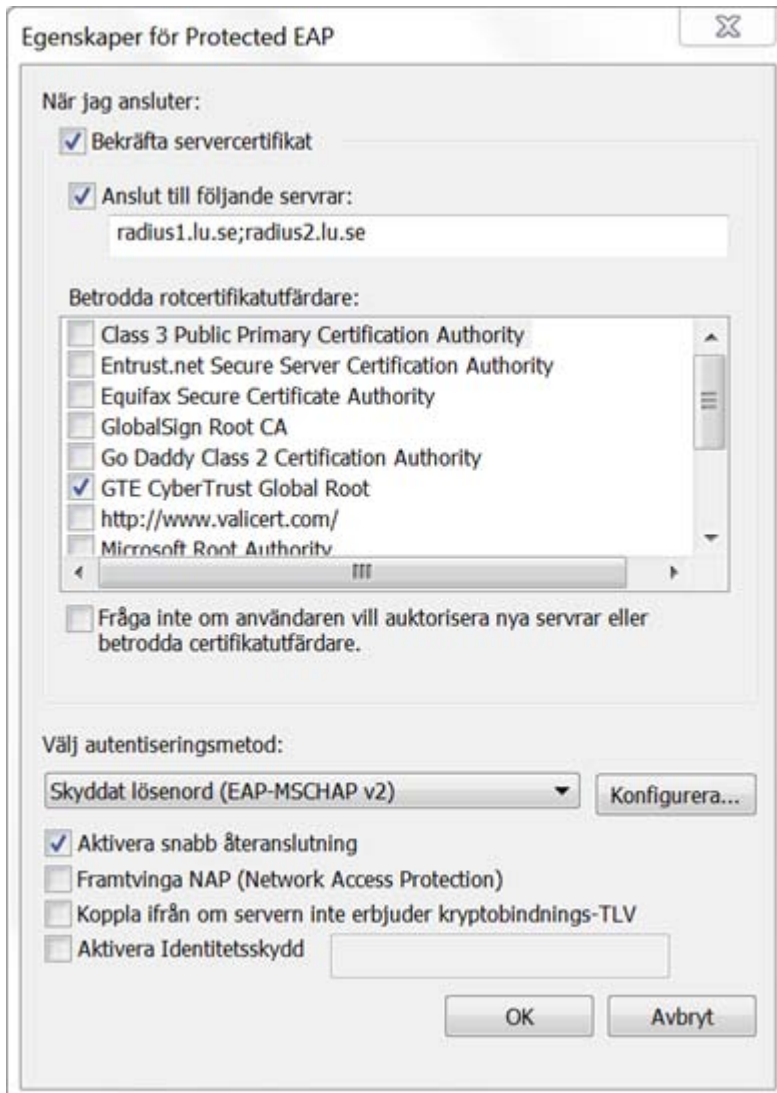 Egenskaper för Protected EAP
När jag ansluter:
Bekräfta servercertifikat
Anslut till följande servrar:
radius1.lu.se;radius2.lu.se
Betrodda rotcertifikatutfärdare:
Class 3 Public Primary Certification Authority
Entrust.net Secure Server Certification Authority
Equifax Secure Certificate Authority
GlobalSign Root CA
Go Daddy Class 2 Certification Authority
GTE CyberTrust Global Root
http://www.valicert.com/
Microsoft Root Authority
Fråga inte om användaren vill auktorisera nya servrar eller
betrodda certifikatutfärdare.
Välj autentiseringsmetod:
Skyddat lösenord (EAP-MSCHAP v2)
Konfigurera...
Aktivera snabb återanslutning
Framtvinga NAP (Network Access Protection)
Koppla ifrån om servern inte erbjuder kryptobindnings-TLV
Aktivera Identitetsskydd
OK
Avbryt